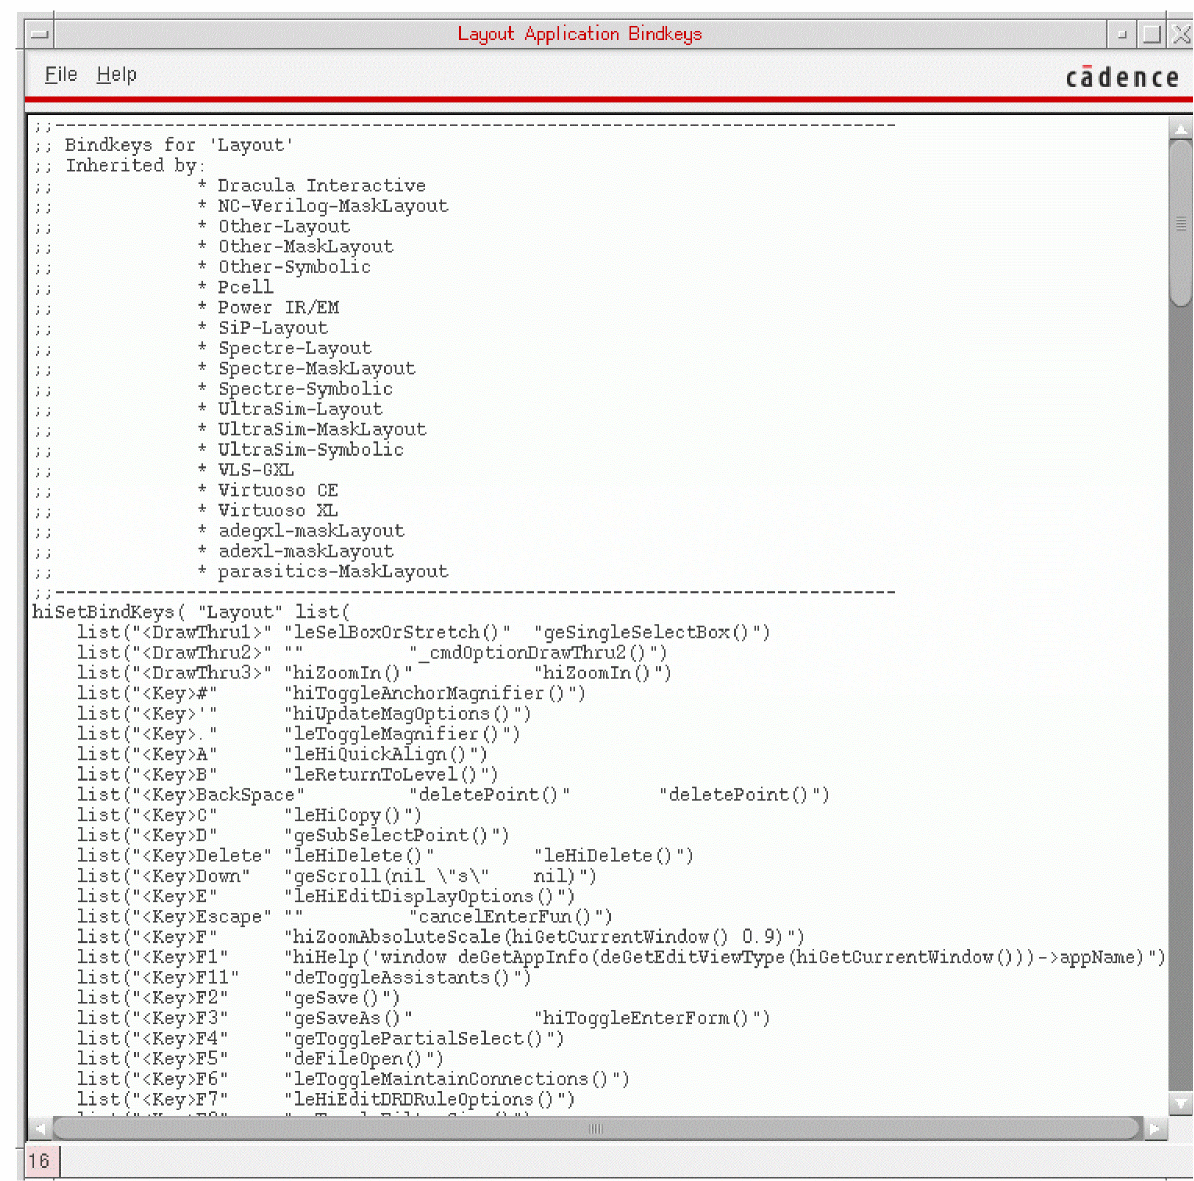 Layout Application Bindkeys
File Help
cādence
;;-----------------------------------------------------------------------------
;; Bindkeys for 'Layout'
;; Inherited by:
;; * Dracula Interactive
;; * NC-Verilog-MaskLayout
;; * Other-Layout
;; * Other-MaskLayout
;; * Other-Symbolic
;; * Pcell
;; * Power IR/EM
;; * SiP-Layout
;; * Spectre-Layout
;; * Spectre-MaskLayout
;; * Spectre-Symbolic
;; * UltraSim-Layout
;; * UltraSim-MaskLayout
;; * UltraSim-Symbolic
;; * VLS-GXL
;; * Virtuoso CE
;; * Virtuoso XL
;; * adegxl-maskLayout
;; * adexl-maskLayout
;; * parasitics-MaskLayout
;;-----------------------------------------------------------------------------
hiSetBindKeys( "Layout" list(
list("<DrawThru1>" "leSelBoxOrStretch()" "geSingleSelectBox()")
list("<DrawThru2>" "" "_cmdOptionDrawThru2()")
list("<DrawThru3>" "hiZoomIn()" "hiZoomIn()")
list("<Key>#" "hiToggleAnchorMagnifier()")
list("<Key>'" "hiUpdateMagOptions()")
list("<Key>." "leToggleMagnifier()")
list("<Key>A" "leHiQuickAlign()")
list("<Key>B" "leReturnToLevel()")
list("<Key>BackSpace" "deletePoint()" "deletePoint()")
list("<Key>C" "leHiCopy()")
list("<Key>D" "geSubSelectPoint()")
list("<Key>Delete" "leHiDelete()" "leHiDelete()")
list("<Key>Down" "geScroll(nil \"s\" nil)")
list("<Key>E" "leHiEditDisplayOptions()")
list("<Key>Escape" "" "cancelEnterFun()")
list("<Key>F" "hiZoomAbsoluteScale(hiGetCurrentWindow() 0.9)")
list("<Key>F1" "hiHelp('window deGetAppInfo(deGetEditViewType(hiGetCurrentWindow()))->appName)")
list("<Key>F11" "deToggleAssistants()")
list("<Key>F2" "geSave()")
list("<Key>F3" "geSaveAs()" "hiToggleEnterForm()")
list("<Key>F4" "geTogglePartialSelect()")
list("<Key>F5" "deFileOpen()")
list("<Key>F6" "leToggleMaintainConnections()")
list("<Key>F7" "leHiEditDRDRuleOptions()")
16